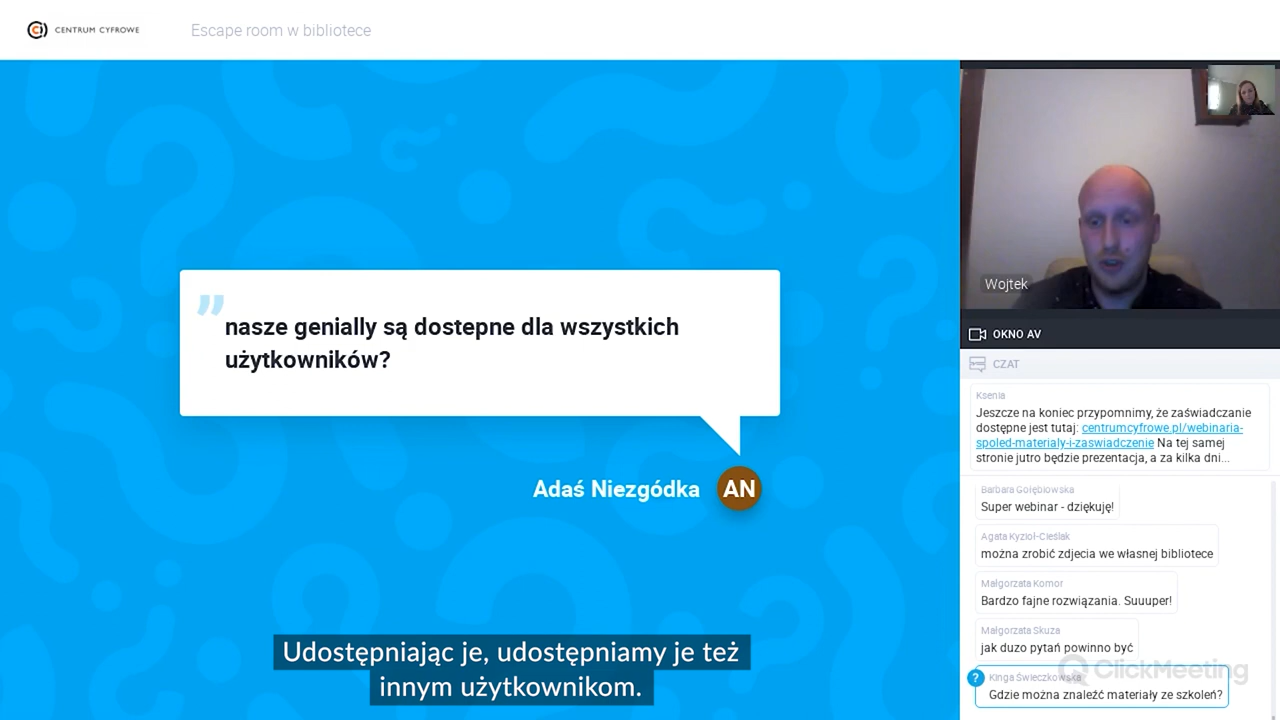 CENTRUM CYFROWE
Escape room w bibliotece
nasze genially są dostepne dla wszystkich
użytkowników?
Adaś Niezgódka
AN
Udostępniając je, udostępniamy je też
innym użytkownikom.
Wojtek
OKNO AV
CZAT
Ksenia
Jeszcze na koniec przypomnimy, że zaświadczanie
dostępne jest tutaj: centrumcyfrowe.pl/webinaria-
spoled-materialy-i-zaswiadczenie Na tej samej
stronie jutro będzie prezentacja, a za kilka dni...
Barbara Gołębiowska
Super webinar - dziękuję!
Agata Kyzioł-Cieślak
można zrobić zdjecia we własnej bibliotece
Małgorzata Komor
Bardzo fajne rozwiązania. Suuuper!
Małgorzata Skuza
jak duzo pytań powinno być
ClickMeeting
? Kinga Świeczkowska
Gdzie można znaleźć materiały ze szkoleń?